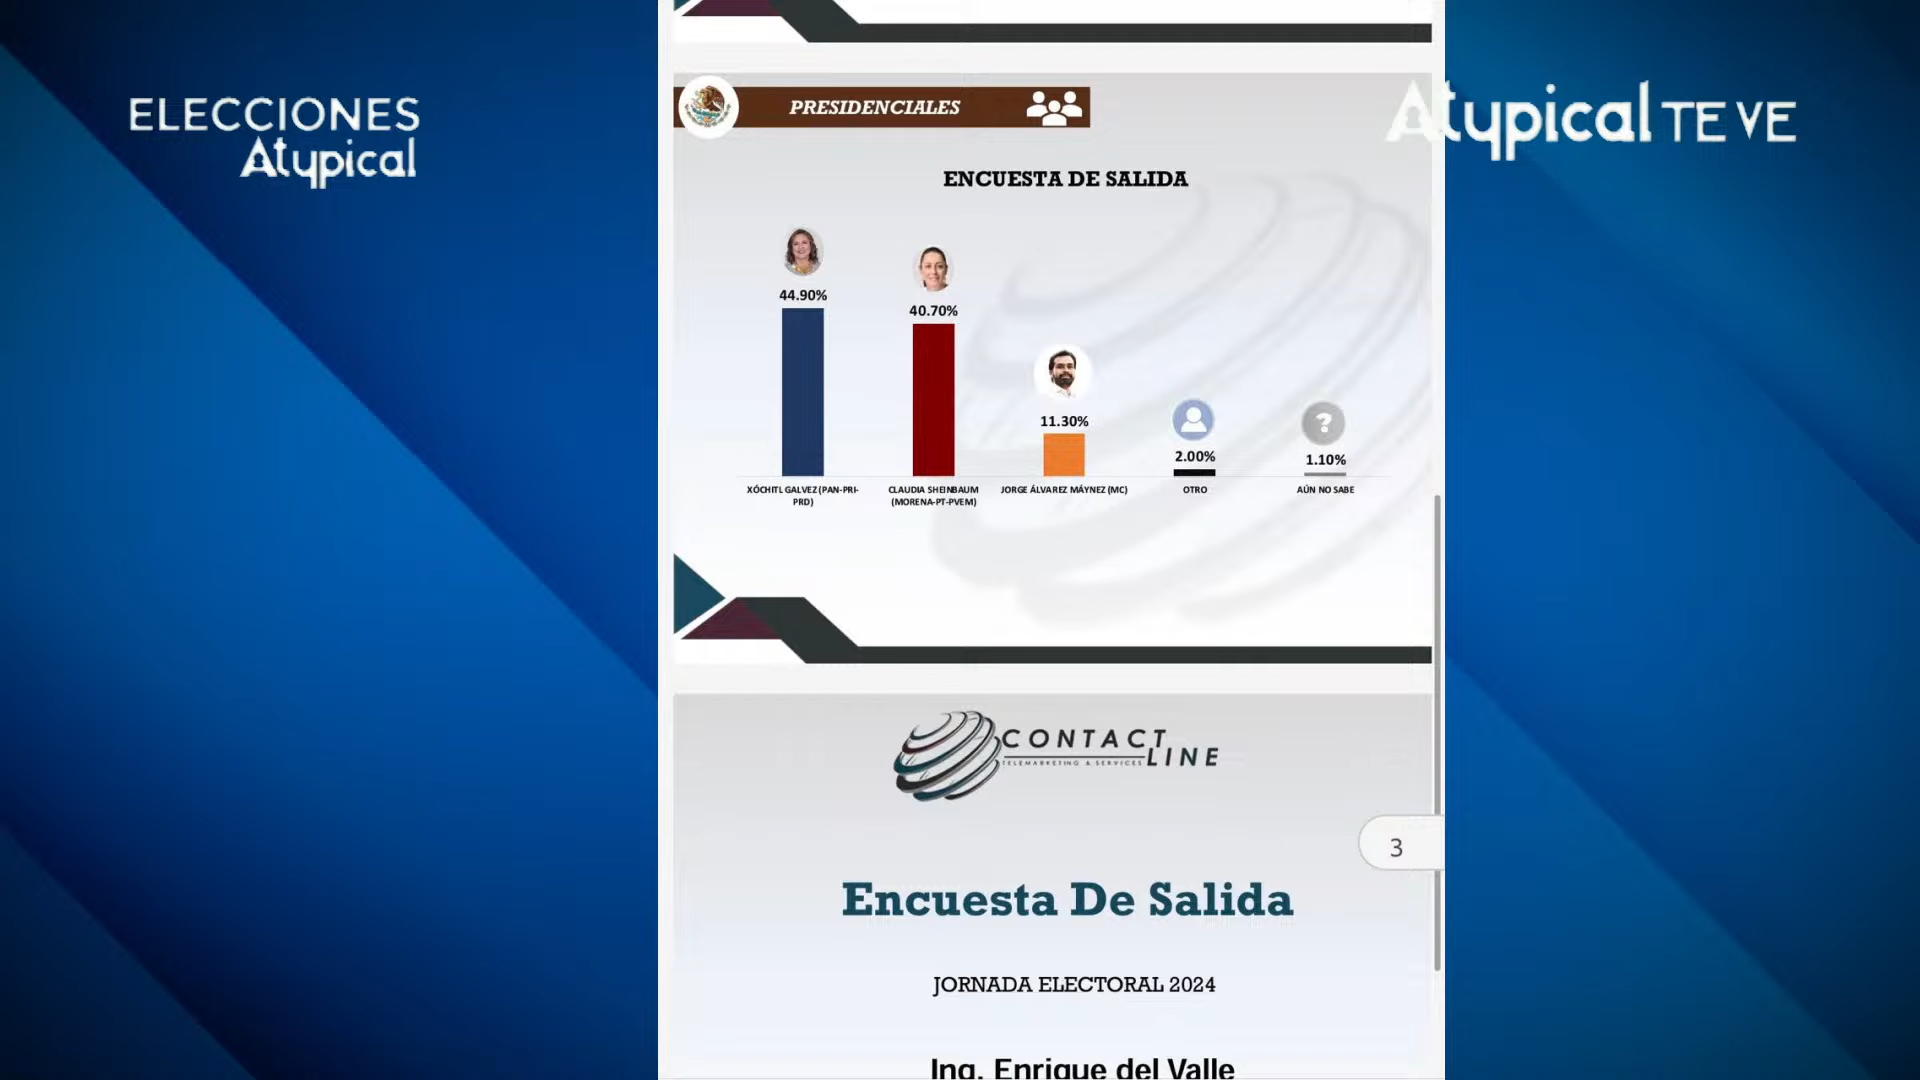 ELECCIONES
Atypical
Atypical TE VE
PRESIDENCIALES
ENCUESTA DE SALIDA
44.90%
40.70%
11.30%
2.00%
1.10%
XÓCHITL GALVEZ (PAN-PRI-
PRD)
CLAUDIA SHEINBAUM
(MORENA-PT-PVEM)
JORGE ÁLVAREZ MÁYNEZ (MC)
OTRO
AÚN NO SABE
?
CONTACT
LINE
TELEMARKETING & SERVICES
3
Encuesta De Salida
JORNADA ELECTORAL 2024
Ing. Enrique del Valle